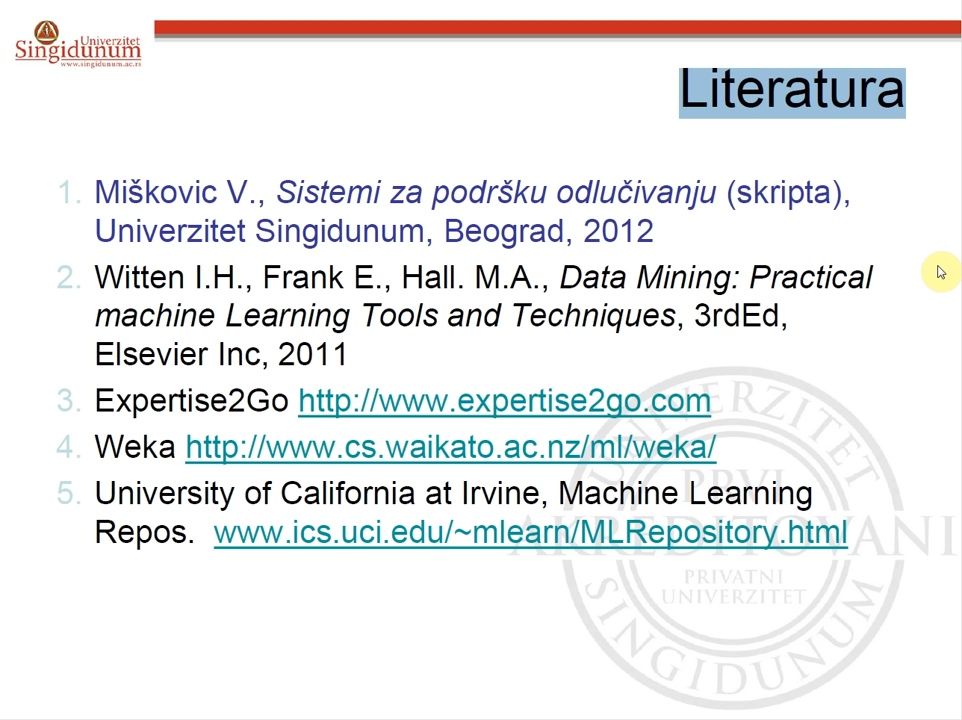 Univerzitet
Singidunum
www.singidunum.ac.rs
Literatura
1. Miškovic V., Sistemi za podršku odlučivanju (skripta),
Univerzitet Singidunum, Beograd, 2012
2. Witten I.H., Frank E., Hall. M.A., Data Mining: Practical
machine Learning Tools and Techniques, 3rdEd,
Elsevier Inc, 2011
3. Expertise2Go http://www.expertise2go.com
4. Weka http://www.cs.waikato.ac.nz/ml/weka/
5. University of California at Irvine, Machine Learning
Repos. www.ics.uci.edu/~mlearn/MLRepository.html
UNIVERZITET
PRVI
AKREDITOVANI
PRIVATNI
UNIVERZITET
SINGIDUNUM